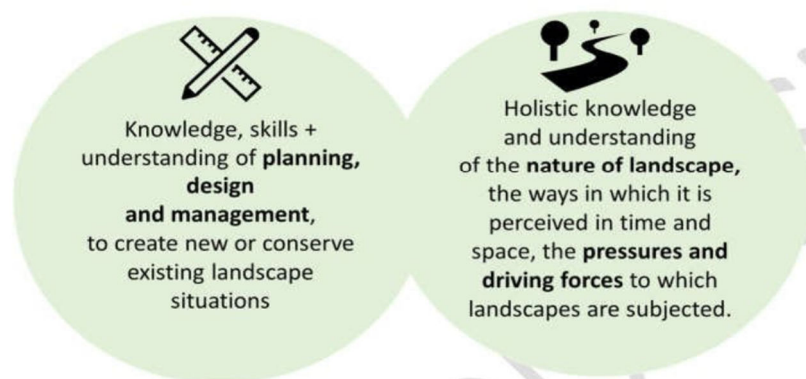 Knowledge, skills +
understanding of planning,
design
and management,
to create new or conserve
existing landscape
situations
Holistic knowledge
and understanding
of the nature of landscape,
the ways in which it is
perceived in time and
space, the pressures and
driving forces to which
landscapes are subjected.